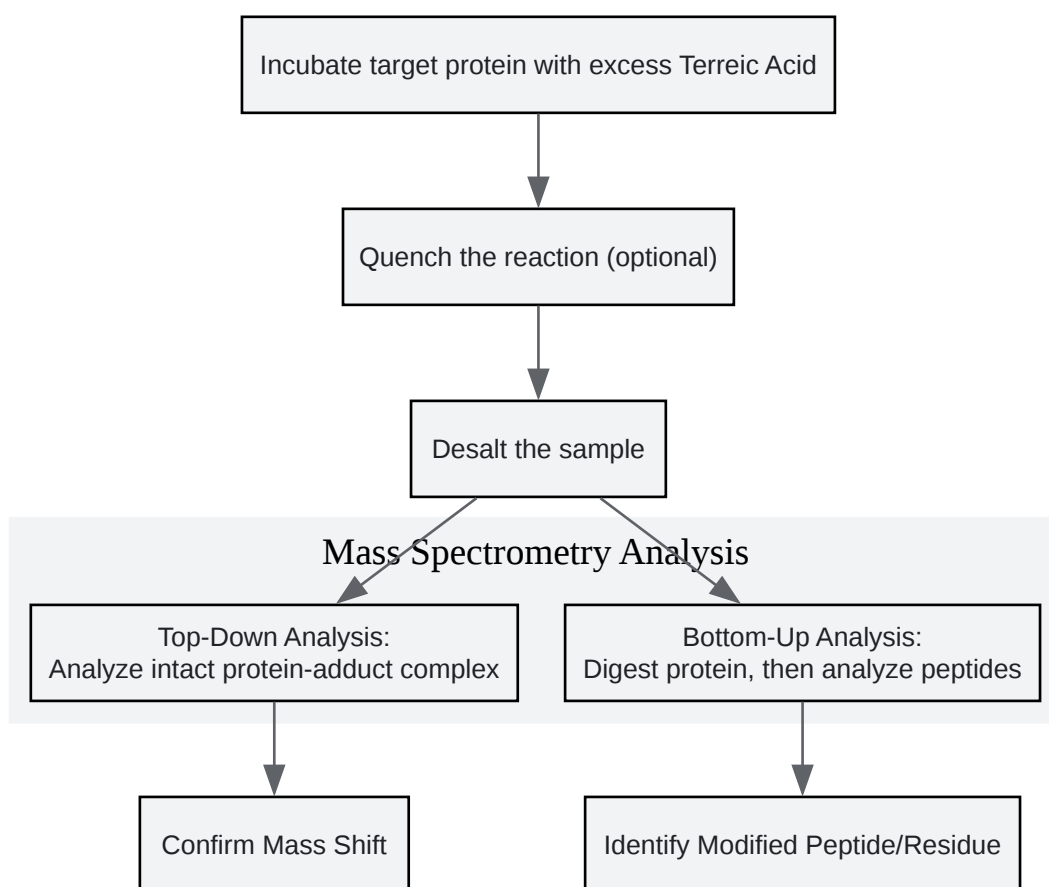 Incubate target protein with excess Terreic Acid
Quench the reaction (optional)
Desalt the sample
Mass Spectrometry Analysis
Top-Down Analysis:
Analyze intact protein-adduct complex
Bottom-Up Analysis:
Digest protein, then analyze peptides
Confirm Mass Shift
Identify Modified Peptide/Residue